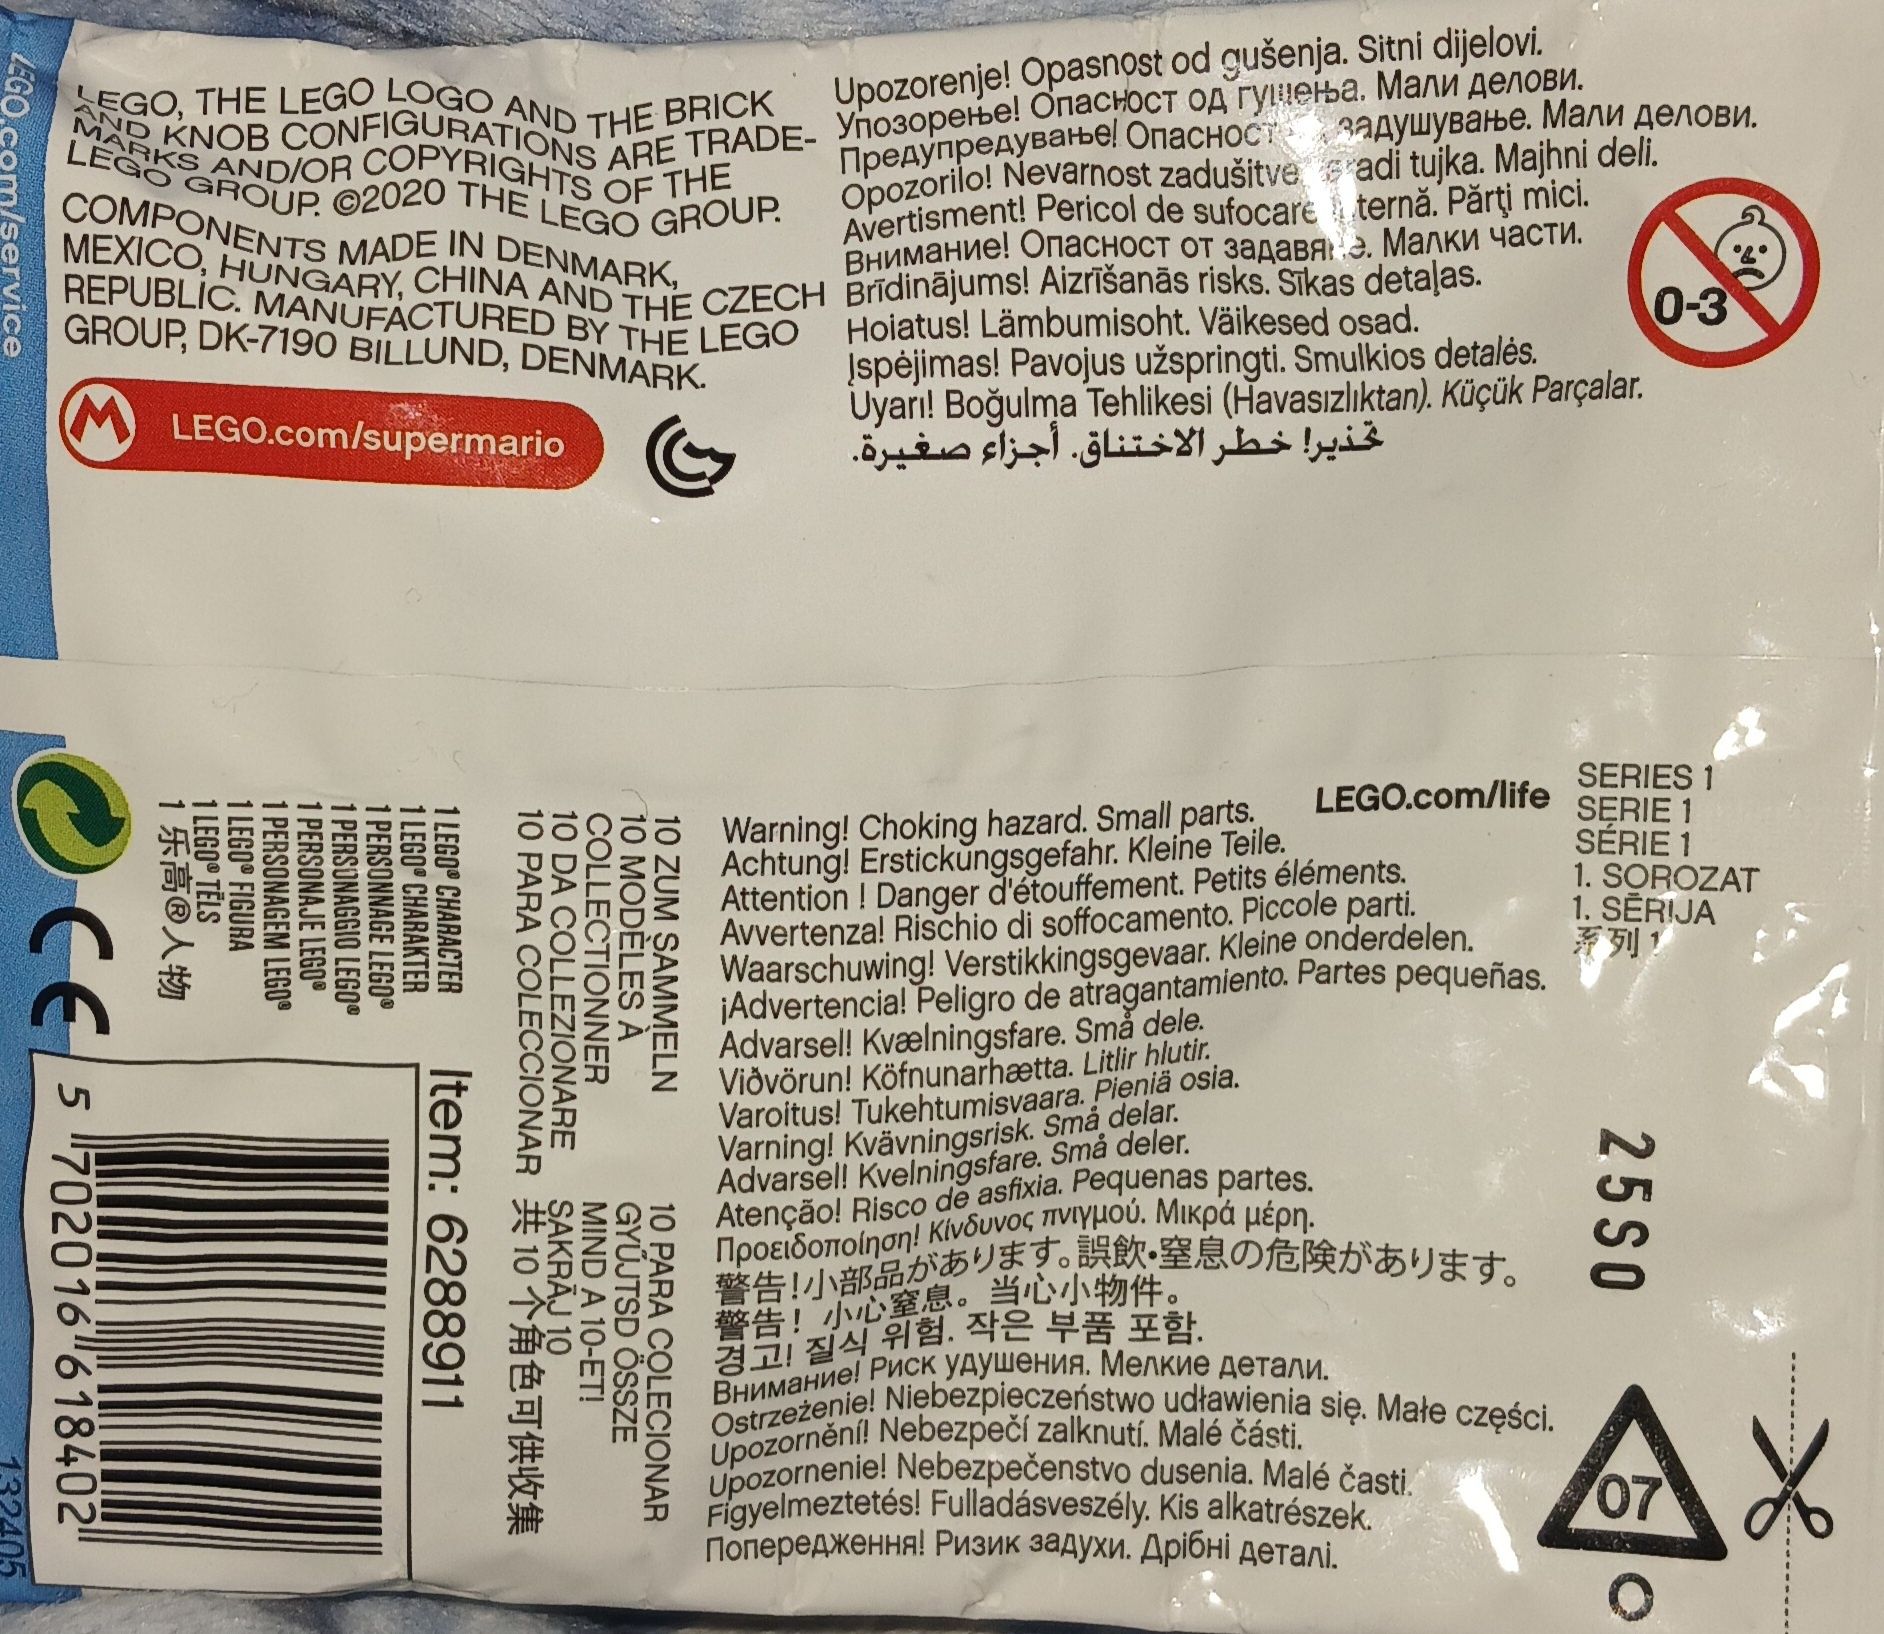 LEGO.com/service
LEGO, THE LEGO LOGO AND THE BRICK
AND KNOB CONFIGURATIONS ARE TRADE-
MARKS AND/OR COPYRIGHTS OF THE
LEGO GROUP. ©2020 THE LEGO GROUP.
COMPONENTS MADE IN DENMARK,
MEXICO, HUNGARY, CHINA AND THE CZECH
REPUBLIC. MANUFACTURED BY THE LEGO
GROUP, DK-7190 BILLUND, DENMARK.
M
LEGO.com/supermario
Upozorenje! Opasnost od gušenja. Sitni dijelovi.
Упозорење! Опасност од гушења. Мали делови.
Предупредување! Опасност задушување. Мали делови.
Opozorilo! Nevarnost zadušitve tujka. Majhni deli.
Avertisment! Pericol de sufocare Părți mici.
Внимание! Опасност от Малки части.
Brīdinājums! Aizrīšanās risks. Sīkas detaļas.
Hoiatus! Lämbumisoht. Väikesed osad.
Įspėjimas! Pavojus užspringti. Smulkios detalės.
Uyarı! Boğulma Tehlikesi (Havasızlıktan). Küçük Parçalar.
تحذير! خطر الاختناق. أجزاء صغيرة.
0-3
LEGO.com/life
SERIES 1
SERIE 1
SÉRIE 1
1. SOROZAT
1. SĒRIJA
系列 1
Warning! Choking hazard. Small parts.
Achtung! Erstickungsgefahr. Kleine Teile.
Attention ! Danger d'étouffement. Petits éléments.
Avvertenza! Rischio di soffocamento. Piccole parti.
Waarschuwing! Verstikkingsgevaar. Kleine onderdelen.
¡Advertencia! Peligro de atragantamiento. Partes pequeñas.
Advarsel! Kvælningsfare. Små dele.
Viðvörun! Köfnunarhætta. Litlir hlutir.
Varoitus! Tukehtumisvaara. Pieniä osia.
Varning! Kvävningsrisk. Små delar.
Advarsel! Kvelningsfare. Små deler.
Atenção! Risco de asfixia. Pequenas partes.
Προειδοποίηση! Κίνδυνος πνιγμού. Μικρά μέρη.
警告!小部品があります。誤飲・窒息の危険があります。
警告! 小心窒息。当心小物件。
경고! 질식 위험. 작은 부품 포함.
Внимание! Риск удушения. Мелкие детали.
Ostrzeżenie! Niebezpieczeństwo udławienia się. Małe części.
Upozornění! Nebezpečí zalknutí. Malé části.
Upozornenie! Nebezpečenstvo dusenia. Malé časti.
Figyelmeztetés! Fulladásveszély. Kis alkatrészek.
Попередження! Ризик задухи. Дрібні деталі.
10 ZUM SAMMELN
10 MODÈLES À
COLLECTIONNER
10 DA COLLEZIONARE
10 PARA COLECCIONAR
10 PARA COLECIONAR
GYŰJTSD ÖSSZE
MIND A 10-ET!
SAKRĀJ 10
共 10 个角色可供收集
1 LEGO® CHARACTER
1 LEGO® CHARAKTER
1 PERSONNAGE LEGO®
1 PERSONAGGIO LEGO®
1 PERSONAJE LEGO®
1 PERSONAGEM LEGO®
1 LEGO® FIGURA
1 LEGO® TĒLS
1 乐高®人物
Item: 6288911
CE
5 702016 618402
132405
25S0
07
O